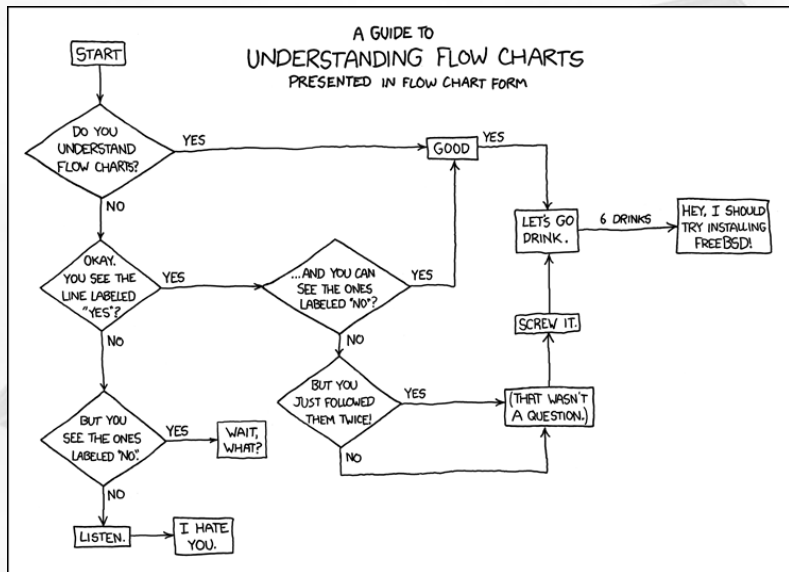 A GUIDE TO
UNDERSTANDING FLOW CHARTS
PRESENTED IN FLOW CHART FORM
START
DO YOU
UNDERSTAND
FLOW CHARTS?
YES
GOOD
YES
NO
LET'S GO
DRINK.
6 DRINKS
HEY, I SHOULD
TRY INSTALLING
FREEBSD!
OKAY.
YOU SEE THE
LINE LABELED
"YES"?
YES
...AND YOU CAN
SEE THE ONES
LABELED "NO"?
YES
SCREW IT.
NO
NO
BUT YOU
JUST FOLLOWED
THEM TWICE!
YES
(THAT WASN'T
A QUESTION.)
NO
BUT YOU
SEE THE ONES
LABELED "NO".
YES
WAIT,
WHAT?
NO
LISTEN.
I HATE
YOU.